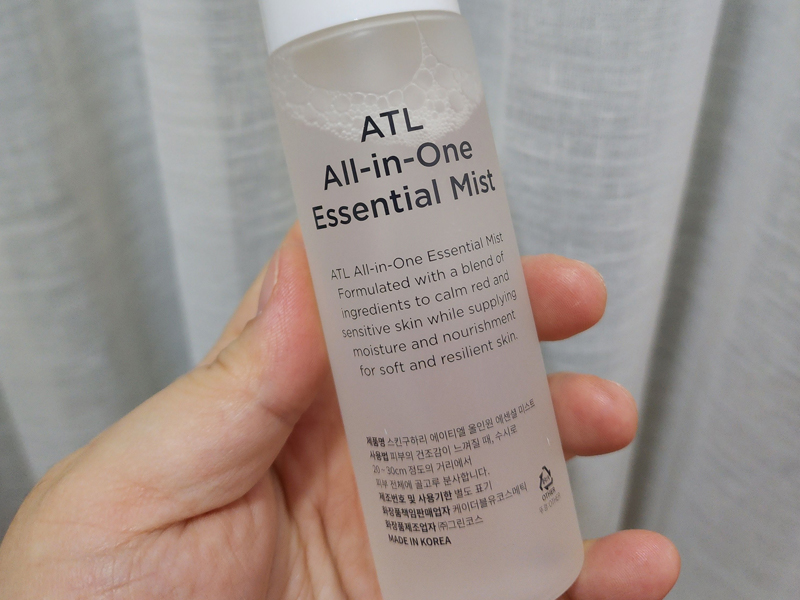 ATL
All-in-One
Essential Mist
ATL All-in-One Essential Mist
Formulated with a blend of
ingredients to calm red and
sensitive skin while supplying
moisture and nourishment
for soft and resilient skin.
제품명 스킨구하리 에이티엘 올인원 에센셜 미스트
사용법 피부의 건조감이 느껴질 때, 수시로
20~30cm 정도의 거리에서
피부 전체에 골고루 분사합니다.
제조번호 및 사용기한 별도 표기
화장품책임판매업자 케이더블유코스메틱
화장품제조업자 ㈜그린코스
MADE IN KOREA
OTHER